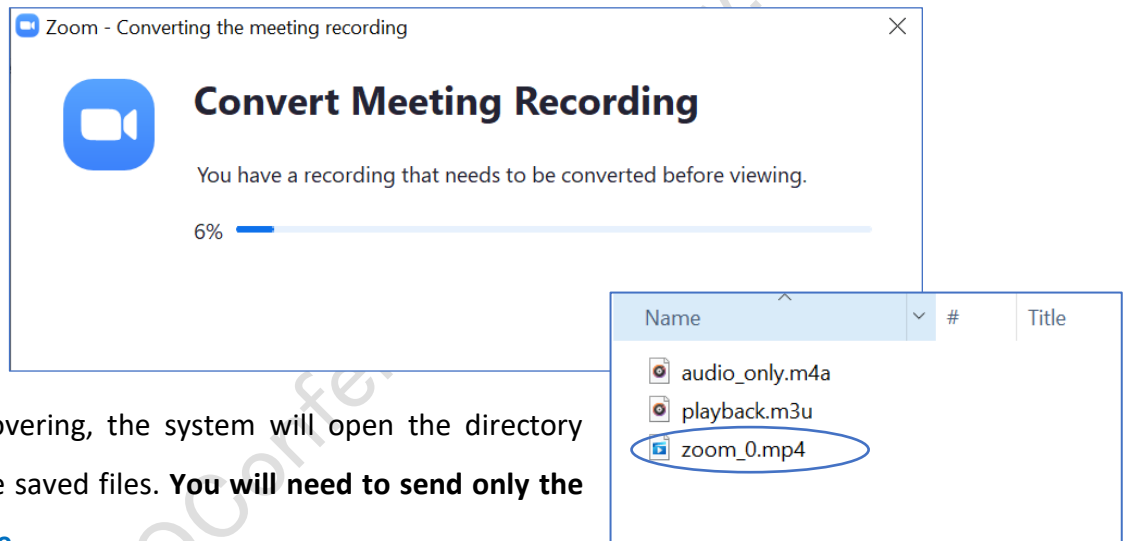 Zoom - Converting the meeting recording
Convert Meeting Recording
You have a recording that needs to be converted before viewing.
6%
Name # Title
audio_only.m4a
playback.m3u
zoom_0.mp4
overing, the system will open the directory
e saved files. You will need to send only the